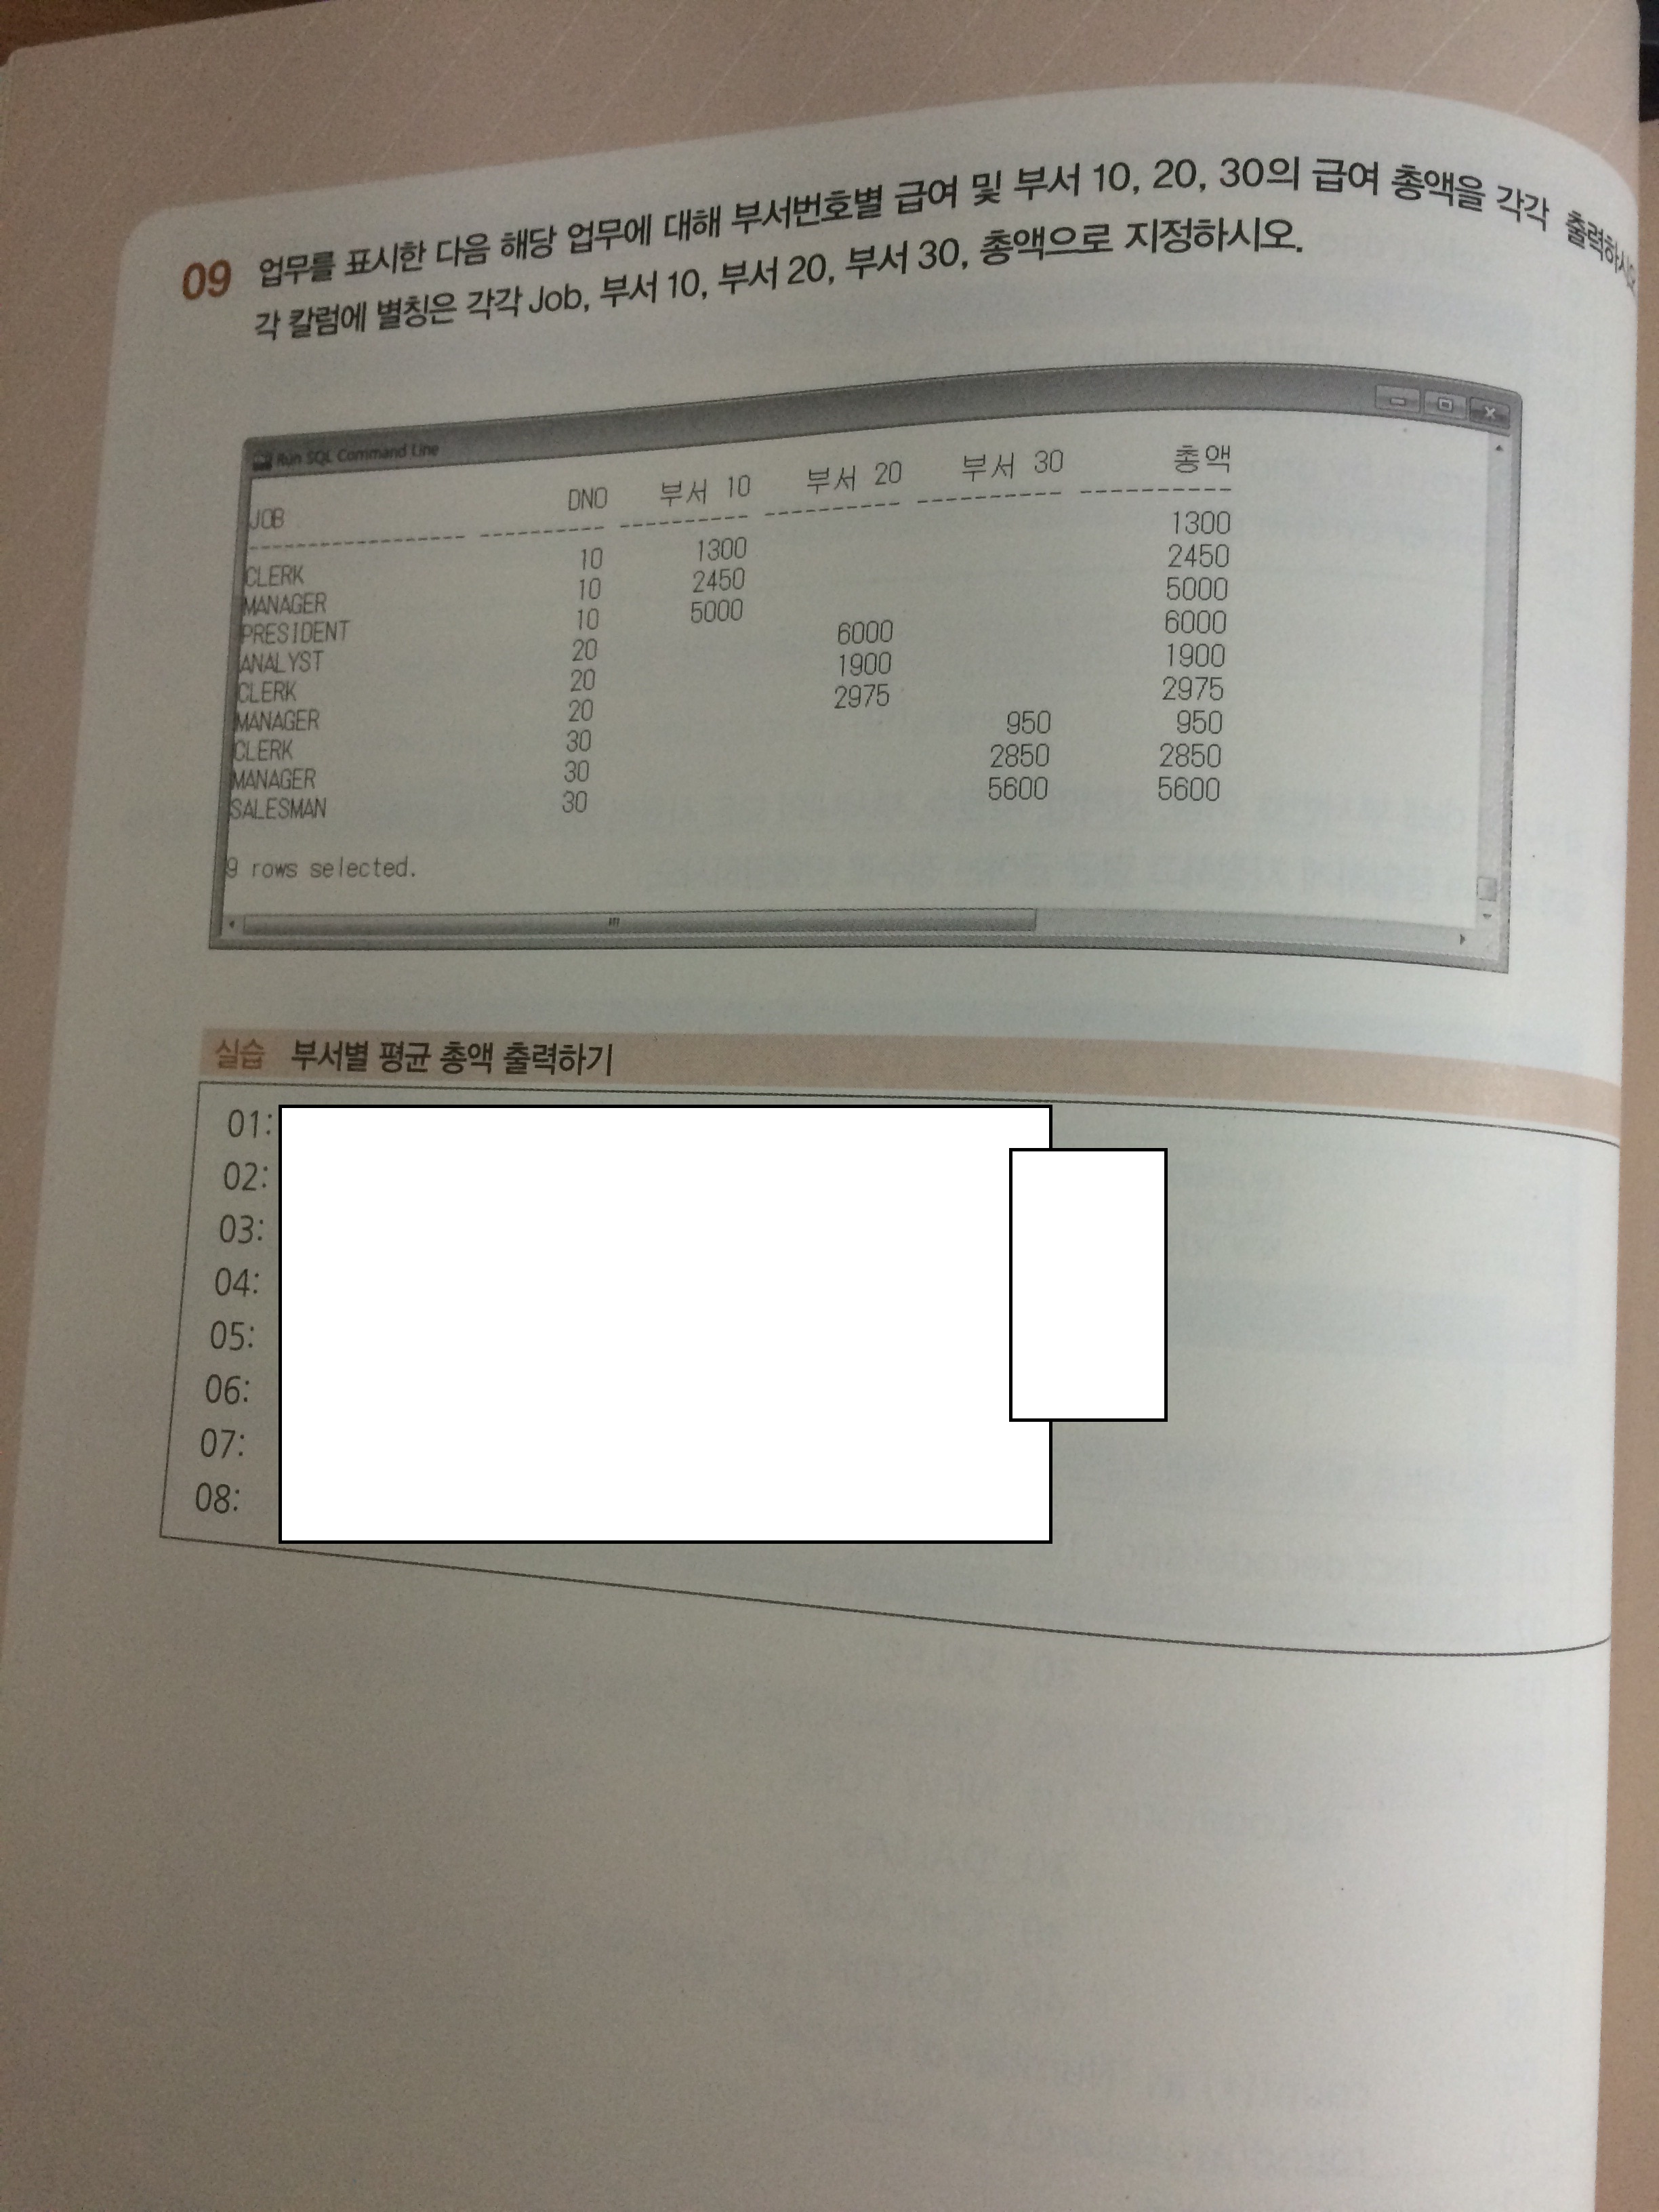 09 업무를 표시한 다음 해당 업무에 대해 부서번호별 급여 및 부서 10, 20, 30의 급여 총액을 각각 출력하시오
각 칼럼에 별칭은 각각 Job, 부서 10, 부서 20, 부서 30, 총액으로 지정하시오.
Run SQL Command Line
JOB DNO 부서 10 부서 20 부서 30 총액
CLERK 10 1300 1300
MANAGER 10 2450 2450
PRESIDENT 10 5000 5000
ANALYST 20 6000 6000
CLERK 20 1900 1900
MANAGER 20 2975 2975
CLERK 30 950 950
MANAGER 30 2850 2850
SALESMAN 30 5600 5600
9 rows selected.
실습 부서별 평균 총액 출력하기
01:
02:
03:
04:
05:
06:
07:
08: